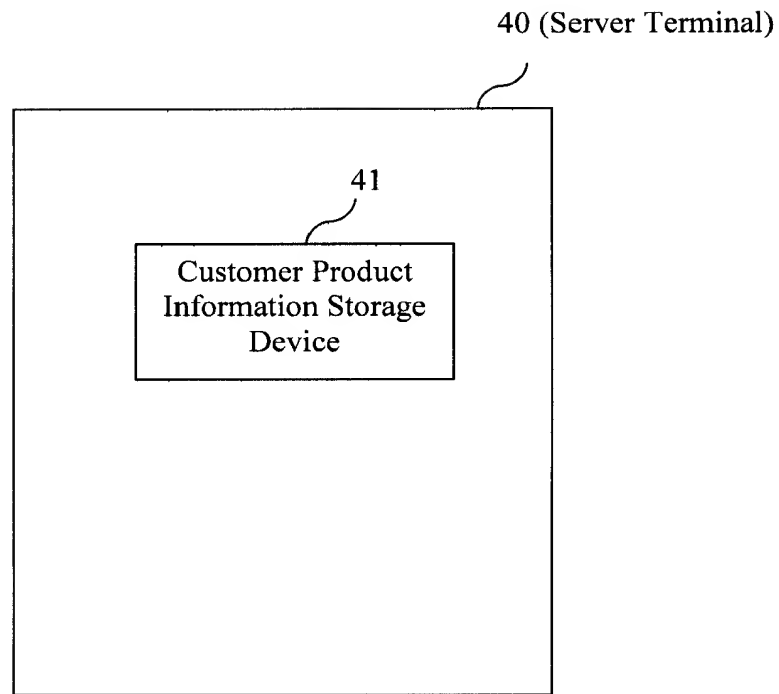 40 (Server Terminal)
41
Customer Product
Information Storage
Device